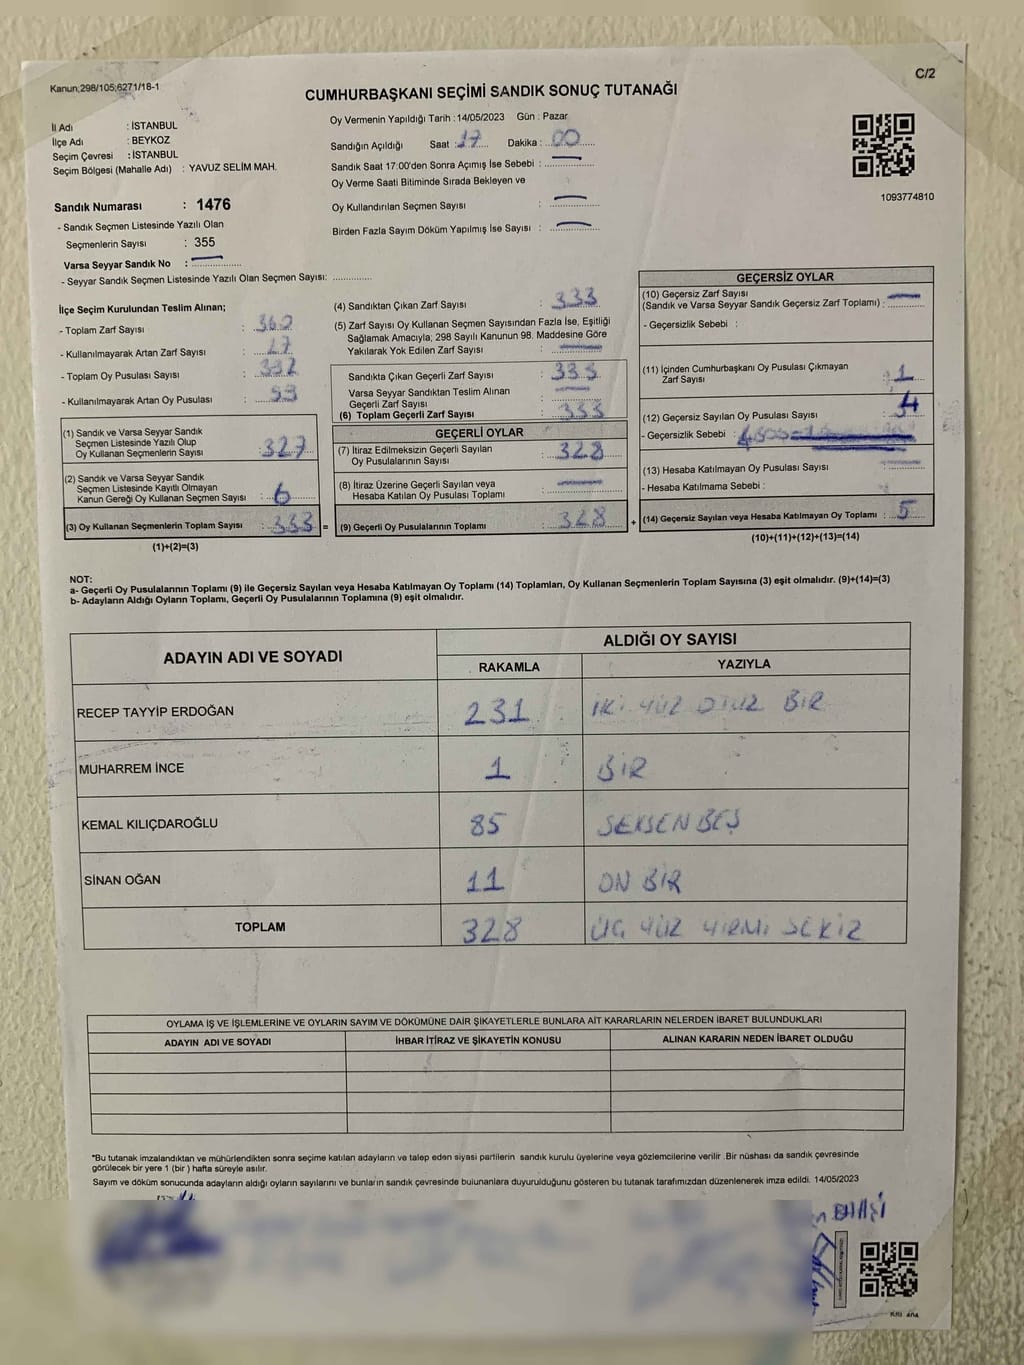 Kanun;298/105;6271/18-1
C/2
CUMHURBAŞKANI SEÇİMİ SANDIK SONUÇ TUTANAĞI
İl Adı : İSTANBUL
İlçe Adı : BEYKOZ
Seçim Çevresi : İSTANBUL
Seçim Bölgesi (Mahalle Adı) : YAVUZ SELİM MAH.
Sandık Numarası : 1476
- Sandık Seçmen Listesinde Yazılı Olan
Seçmenlerin Sayısı : 355
Varsa Seyyar Sandık No :
- Seyyar Sandık Seçmen Listesinde Yazılı Olan Seçmen Sayısı: ..............
Oy Vermenin Yapıldığı Tarih : 14/05/2023 Gün : Pazar
Sandığın Açıldığı Saat : 17 Dakika : 00
Sandık Saat 17:00'den Sonra Açımış İse Sebebi :
Oy Verme Saati Bitiminde Sırada Bekleyen ve
Oy Kullandırılan Seçmen Sayısı :
Birden Fazla Sayım Döküm Yapılmış İse Sayısı :
1093774810
İlçe Seçim Kurulundan Teslim Alınan;
- Toplam Zarf Sayısı : 360
- Kullanılmayarak Artan Zarf Sayısı : 27
- Toplam Oy Pusulası Sayısı :
- Kullanılmayarak Artan Oy Pusulası :
(1) Sandık ve Varsa Seyyar Sandık
Seçmen Listesinde Yazılı Olup
Oy Kullanan Seçmenlerin Sayısı : 327
(2) Sandık ve Varsa Seyyar Sandık
Seçmen Listesinde Kayıtlı Olmayan
Kanun Gereği Oy Kullanan Seçmen Sayısı : 6
(3) Oy Kullanan Seçmenlerin Toplam Sayısı : 333 =
(1)+(2)=(3)
(4) Sandıktan Çıkan Zarf Sayısı : 333
(5) Zarf Sayısı Oy Kullanan Seçmen Sayısından Fazla İse, Eşitliği
Sağlamak Amacıyla; 298 Sayılı Kanunun 98. Maddesine Göre
Yakılarak Yok Edilen Zarf Sayısı :
Sandıkta Çıkan Geçerli Zarf Sayısı : 333
Varsa Seyyar Sandıktan Teslim Alınan
Geçerli Zarf Sayısı :
(6) Toplam Geçerli Zarf Sayısı : 333
GEÇERLİ OYLAR
(7) İtiraz Edilmeksizin Geçerli Sayılan
Oy Pusulalarının Sayısı : 328
(8) İtiraz Üzerine Geçerli Sayılan veya
Hesaba Katılan Oy Pusulası Toplamı :
(9) Geçerli Oy Pusulalarının Toplamı : 328 +
GEÇERSİZ OYLAR
(10) Geçersiz Zarf Sayısı
(Sandık ve Varsa Seyyar Sandık Geçersiz Zarf Toplamı) :
- Geçersizlik Sebebi :
(11) İçinden Cumhurbaşkanı Oy Pusulası Çıkmayan
Zarf Sayısı : 1
(12) Geçersiz Sayılan Oy Pusulası Sayısı : 4
- Geçersizlik Sebebi :
(13) Hesaba Katılmayan Oy Pusulası Sayısı :
- Hesaba Katılmama Sebebi :
(14) Geçersiz Sayılan veya Hesaba Katılmayan Oy Toplamı : 5
(10)+(11)+(12)+(13)=(14)
NOT:
a- Geçerli Oy Pusulalarının Toplamı (9) ile Geçersiz Sayılan veya Hesaba Katılmayan Oy Toplamı (14) Toplamları, Oy Kullanan Seçmenlerin Toplam Sayısına (3) eşit olmalıdır. (9)+(14)=(3)
b- Adayların Aldığı Oyların Toplamı, Geçerli Oy Pusulalarının Toplamına (9) eşit olmalıdır.
ADAYIN ADI VE SOYADI
ALDIĞI OY SAYISI
RAKAMLA YAZIYLA
RECEP TAYYİP ERDOĞAN 231 İKİ YÜZ OTUZ BİR
MUHARREM İNCE 1 BİR
KEMAL KILIÇDAROĞLU 85 SEKSEN BEŞ
SİNAN OĞAN 11 ON BİR
TOPLAM 328 ÜÇ YÜZ YİRMİ SEKİZ
OYLAMA İŞ VE İŞLEMLERİNE VE OYLARIN SAYIM VE DÖKÜMÜNE DAİR ŞİKAYETLERLE BUNLARA AİT KARARLARIN NELERDEN İBARET BULUNDUKLARI
ADAYIN ADI VE SOYADI İHBAR İTİRAZ VE ŞİKAYETİN KONUSU ALINAN KARARIN NEDEN İBARET OLDUĞU
*Bu tutanak imzalandıktan ve mühürlendikten sonra seçime katılan adayların ve talep eden siyasi partilerin sandık kurulu üyelerine veya gözlemcilerine verilir .Bir nüshası da sandık çevresinde
görülecek bir yere 1 (bir ) hafta süreyle asılır.
Sayım ve döküm sonucunda adayların aldığı oyların sayılarını ve bunların sandık çevresinde bulunanlara duyurulduğunu gösteren bu tutanak tarafımızdan düzenlenerek imza edildi. 14/05/2023